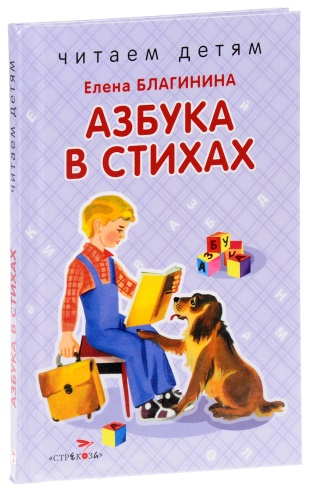 читаем детям
Елена БЛАГИНИНА
АЗБУКА
В СТИХАХ
«СТРЕКОЗА»
читаем детям
АЗБУКА В СТИХАХ
А З Б У К А